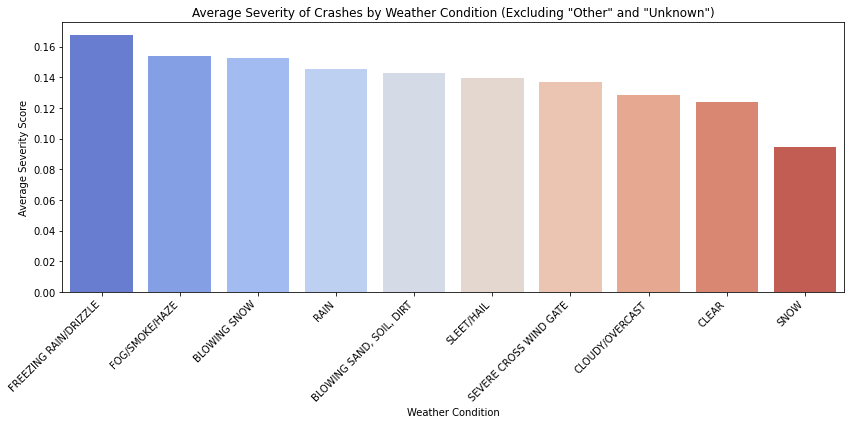 Average Severity of Crashes by Weather Condition (Excluding "Other" and "Unknown")
Average Severity Score
0.16
0.14
0.12
0.10
0.08
0.06
0.04
0.02
0.00
FREEZING RAIN/DRIZZLE
FOG/SMOKE/HAZE
BLOWING SNOW
RAIN
BLOWING SAND, SOIL, DIRT
SLEET/HAIL
SEVERE CROSS WIND GATE
CLOUDY/OVERCAST
CLEAR
SNOW
Weather Condition